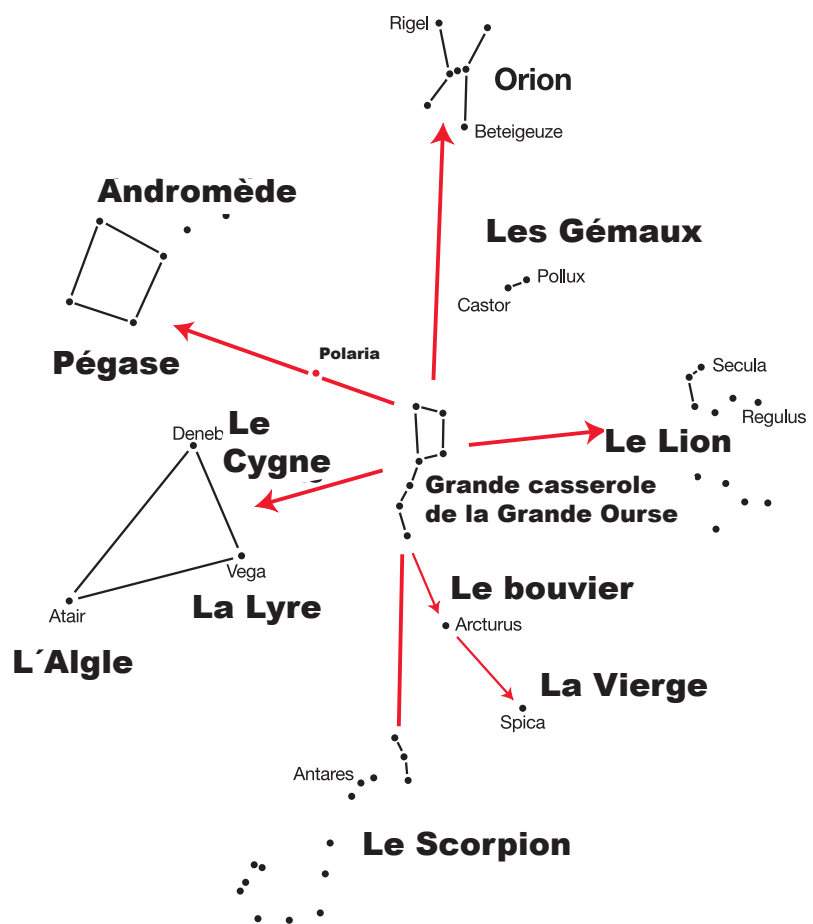 Rigel
Orion
Beteigeuze
Andromède
Les Gémaux
Pollux
Castor
Pégase
Polaria
Secula
Regulus
Le Lion
Deneb
Le
Cygne
Grande casserole
de la Grande Ourse
Vega
La Lyre
Atair
L´AIgle
Le bouvier
Arcturus
La Vierge
Spica
Antares
Le Scorpion